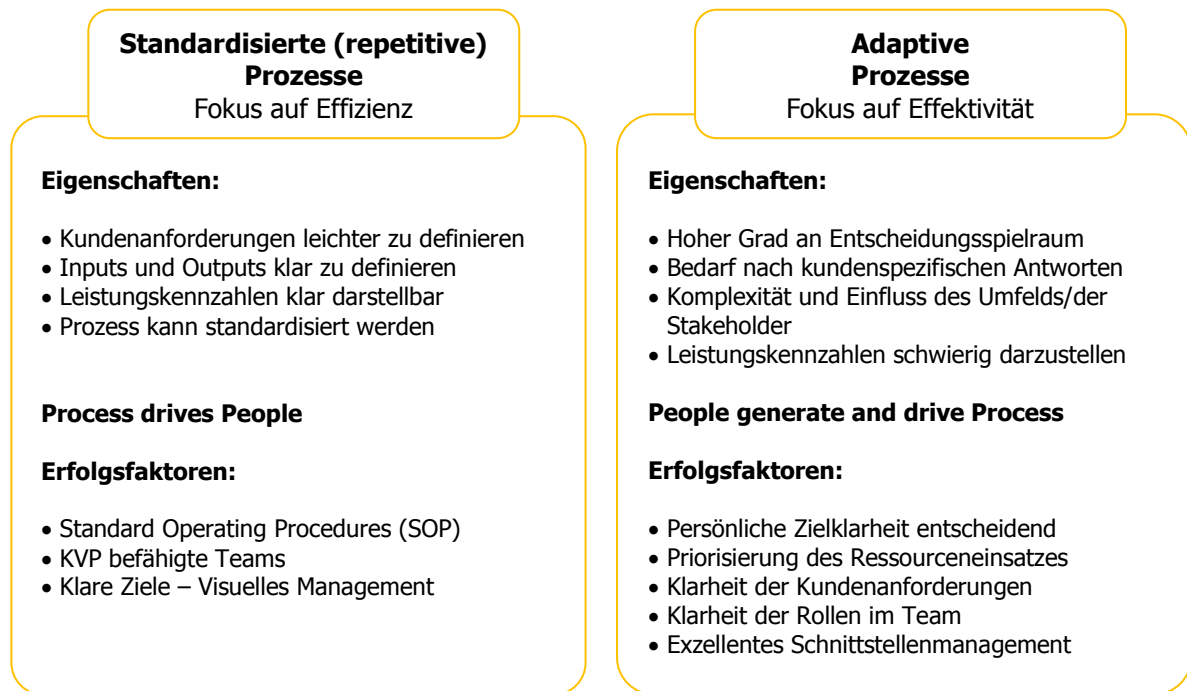 Standardisierte (repetitive)
Prozesse
Fokus auf Effizienz
Eigenschaften:
• Kundenanforderungen leichter zu definieren
• Inputs und Outputs klar zu definieren
• Leistungskennzahlen klar darstellbar
• Prozess kann standardisiert werden
Process drives People
Erfolgsfaktoren:
• Standard Operating Procedures (SOP)
• KVP befähigte Teams
• Klare Ziele – Visuelles Management
Adaptive
Prozesse
Fokus auf Effektivität
Eigenschaften:
• Hoher Grad an Entscheidungsspielraum
• Bedarf nach kundenspezifischen Antworten
• Komplexität und Einfluss des Umfelds/der
Stakeholder
• Leistungskennzahlen schwierig darzustellen
People generate and drive Process
Erfolgsfaktoren:
• Persönliche Zielklarheit entscheidend
• Priorisierung des Ressourceneinsatzes
• Klarheit der Kundenanforderungen
• Klarheit der Rollen im Team
• Exzellentes Schnittstellenmanagement